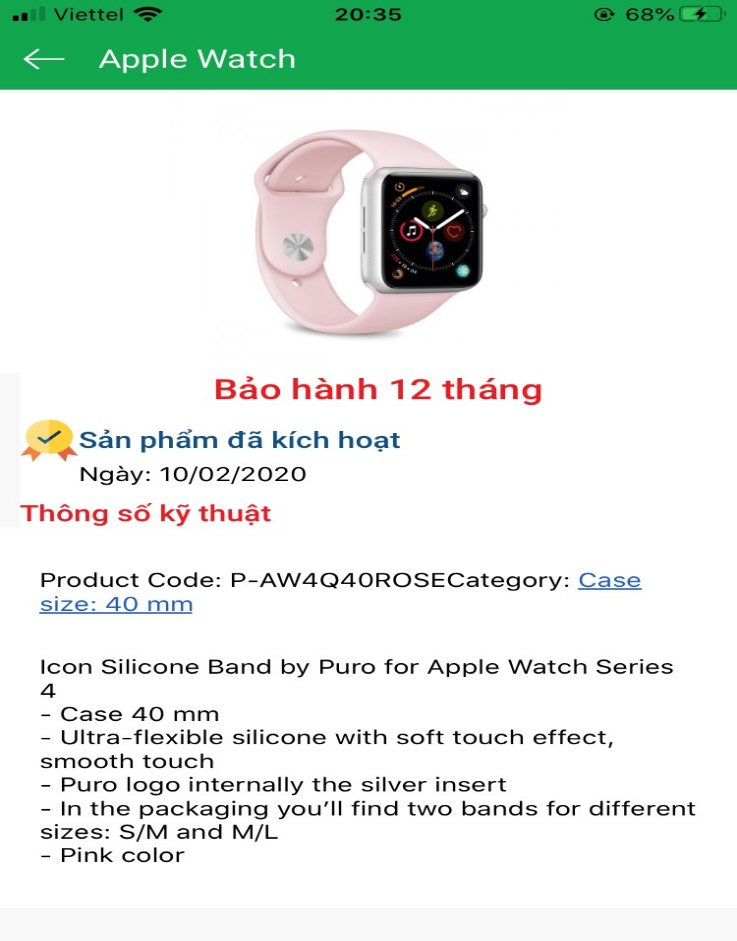 Viettel 20:35 68%
Apple Watch
Bảo hành 12 tháng
Sản phẩm đã kích hoạt
Ngày: 10/02/2020
Thông số kỹ thuật
Product Code: P-AW4Q40ROSECategory: Case
size: 40 mm
Icon Silicone Band by Puro for Apple Watch Series
4
- Case 40 mm
- Ultra-flexible silicone with soft touch effect,
smooth touch
- Puro logo internally the silver insert
- In the packaging you’ll find two bands for different
sizes: S/M and M/L
- Pink color